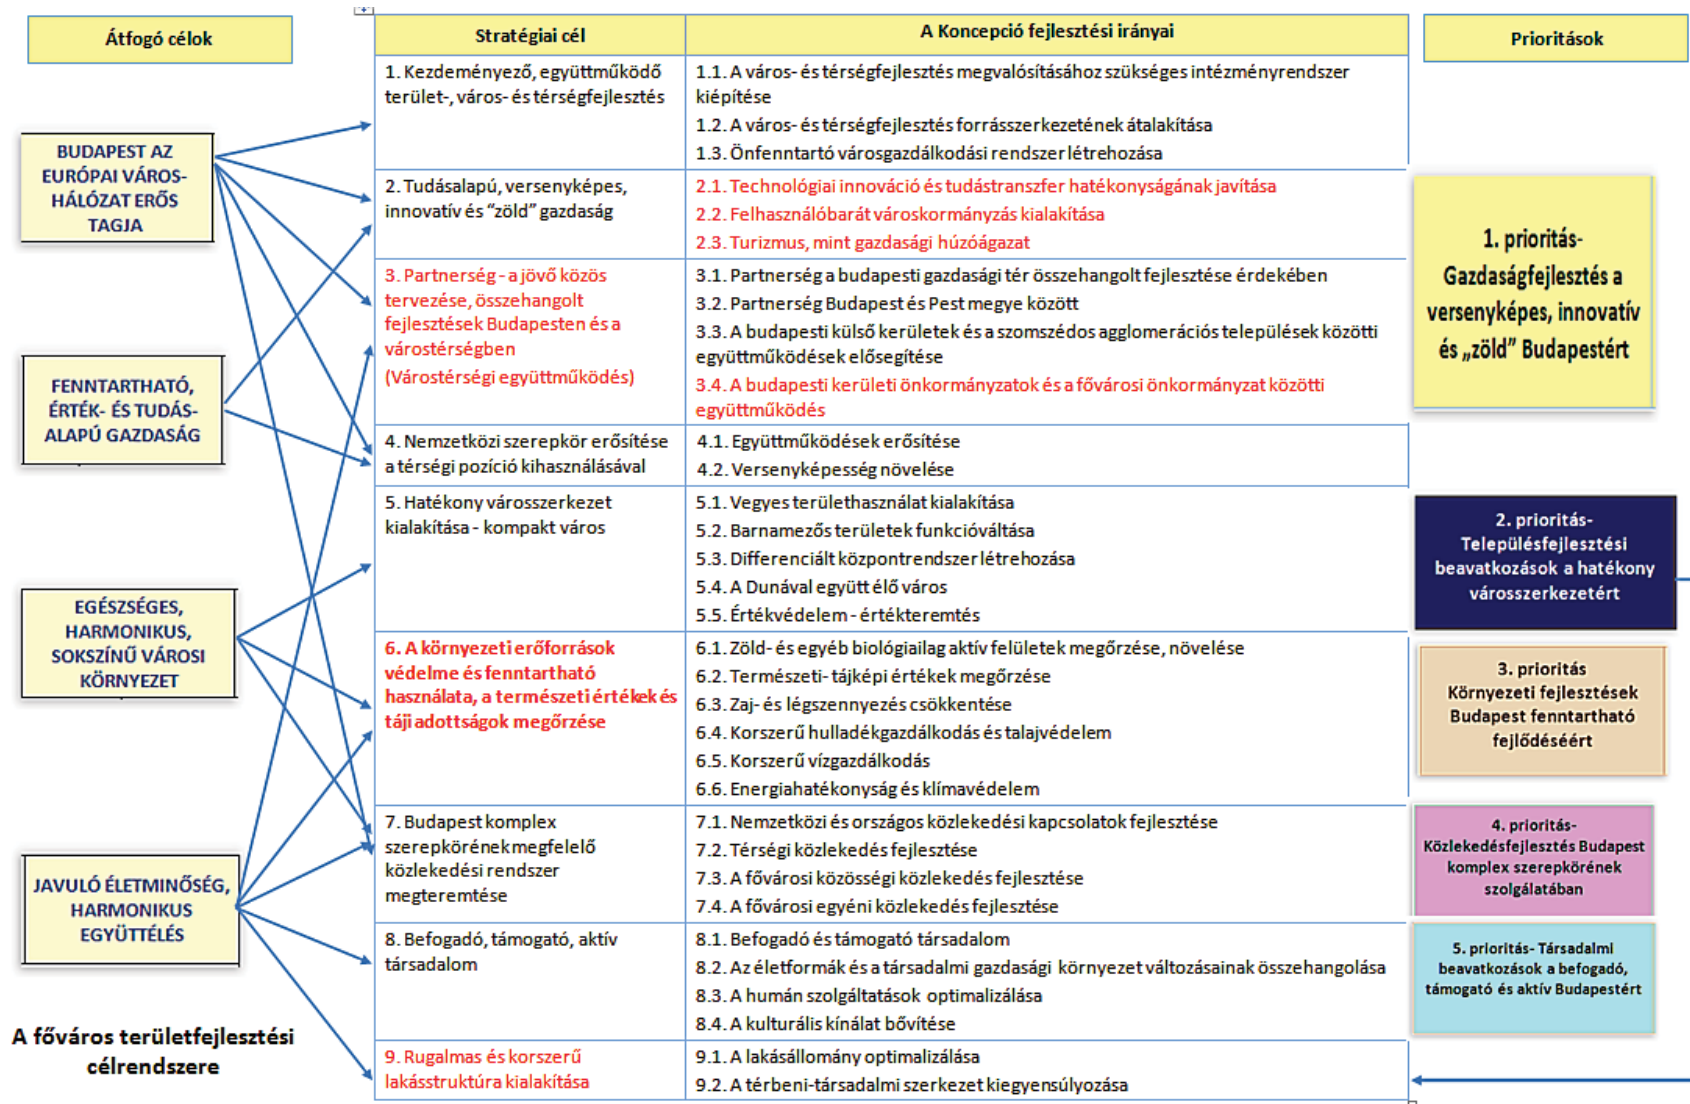 Átfogó célok
BUDAPEST AZ
EURÓPAI VÁROS-
HÁLÓZAT ERŐS
TAGJA
FENNTARTHATÓ,
ÉRTÉK- ÉS TUDÁS-
ALAPÚ GAZDASÁG
EGÉSZSÉGES,
HARMONIKUS,
SOKSZÍNŰ VÁROSI
KÖRNYEZET
JAVULÓ ÉLETMINŐSÉG,
HARMONIKUS
EGYÜTTÉLÉS
A főváros területfejlesztési
célrendszere
Stratégiai cél
A Koncepció fejlesztési irányai
1. Kezdeményező, együttműködő
terület-, város- és térségfejlesztés
1.1. A város- és térségfejlesztés megvalósításához szükséges intézményrendszer
kiépítése
1.2. A város- és térségfejlesztés forrásszerkezetének átalakítása
1.3. Önfenntartó városgazdálkodási rendszer létrehozása
2. Tudásalapú, versenyképes,
innovatív és "zöld" gazdaság
2.1. Technológiai innováció és tudástranszfer hatékonyságának javítása
2.2. Felhasználóbarát városkormányzás kialakítása
2.3. Turizmus, mint gazdasági húzóágazat
3. Partnerség - a jövő közös
tervezése, összehangolt
fejlesztések Budapesten és a
várostérségben
(Várostérségi együttműködés)
3.1. Partnerség a budapesti gazdasági tér összehangolt fejlesztése érdekében
3.2. Partnerség Budapest és Pest megye között
3.3. A budapesti külső kerületek és a szomszédos agglomerációs települések közötti
együttműködések elősegítése
3.4. A budapesti kerületi önkormányzatok és a fővárosi önkormányzat közötti
együttműködés
4. Nemzetközi szerepkör erősítése
a térségi pozíció kihasználásával
4.1. Együttműködések erősítése
4.2. Versenyképesség növelése
5. Hatékony városszerkezet
kialakítása - kompakt város
5.1. Vegyes területhasználat kialakítása
5.2. Barnamezős területek funkcióváltása
5.3. Differenciált központrendszer létrehozása
5.4. A Dunával együtt élő város
5.5. Értékvédelem - értékteremtés
6. A környezeti erőforrások
védelme és fenntartható
használata, a természeti értékek és
táji adottságok megőrzése
6.1. Zöld- és egyéb biológiailag aktív felületek megőrzése, növelése
6.2. Természeti- tájképi értékek megőrzése
6.3. Zaj- és légszennyezés csökkentése
6.4. Korszerű hulladékgazdálkodás és talajvédelem
6.5. Korszerű vízgazdálkodás
6.6. Energiahatékonyság és klímavédelem
7. Budapest komplex
szerepkörének megfelelő
közlekedési rendszer
megteremtése
7.1. Nemzetközi és országos közlekedési kapcsolatok fejlesztése
7.2. Térségi közlekedés fejlesztése
7.3. A fővárosi közösségi közlekedés fejlesztése
7.4. A fővárosi egyéni közlekedés fejlesztése
8. Befogadó, támogató, aktív
társadalom
8.1. Befogadó és támogató társadalom
8.2. Az életformák és a társadalmi gazdasági környezet változásainak összehangolása
8.3. A humán szolgáltatások optimalizálása
8.4. A kulturális kínálat bővítése
9. Rugalmas és korszerű
lakásstruktúra kialakítása
9.1. A lakásállomány optimalizálása
9.2. A térbeni-társadalmi szerkezet kiegyensúlyozása
Prioritások
1. prioritás-
Gazdaságfejlesztés a
versenyképes, innovatív
és „zöld” Budapestért
2. prioritás-
Településfejlesztési
beavatkozások a hatékony
városszerkezetért
3. prioritás
Környezeti fejlesztések
Budapest fenntartható
fejlődéséért
4. prioritás-
Közlekedésfejlesztés Budapest
komplex szerepkörének
szolgálatában
5. prioritás- Társadalmi
beavatkozások a befogadó,
támogató és aktív Budapestért